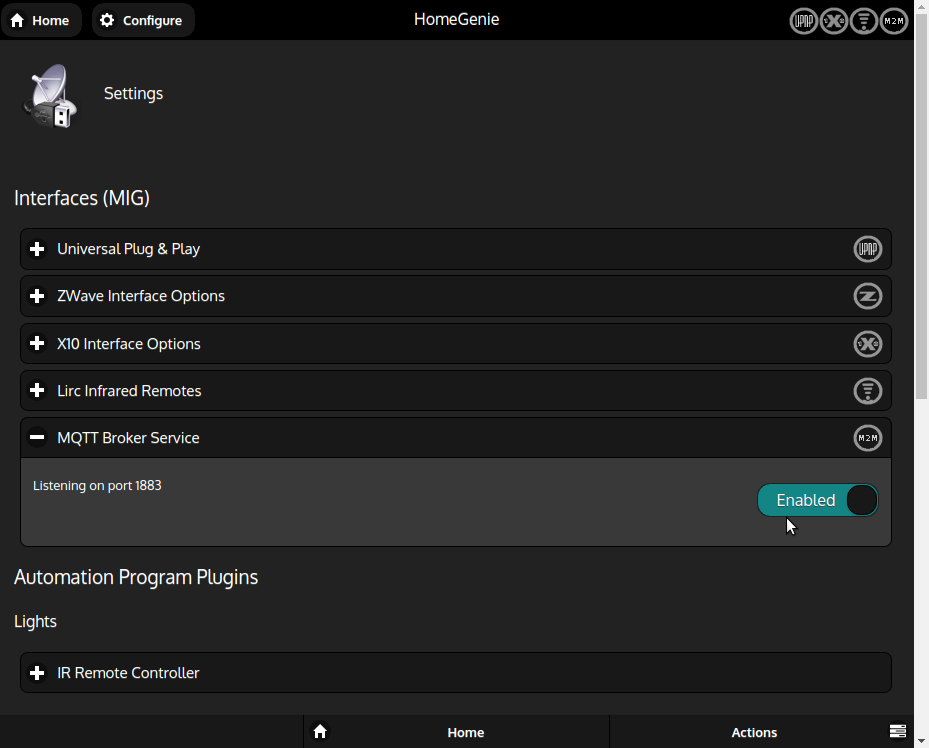 Home
Configure
HomeGenie
UPNP
X
M2M
Settings
Interfaces (MIG)
Universal Plug & Play
UPNP
ZWave Interface Options
Z
X10 Interface Options
X
Lirc Infrared Remotes
MQTT Broker Service
M2M
Listening on port 1883
Enabled
Automation Program Plugins
Lights
IR Remote Controller
Home
Actions